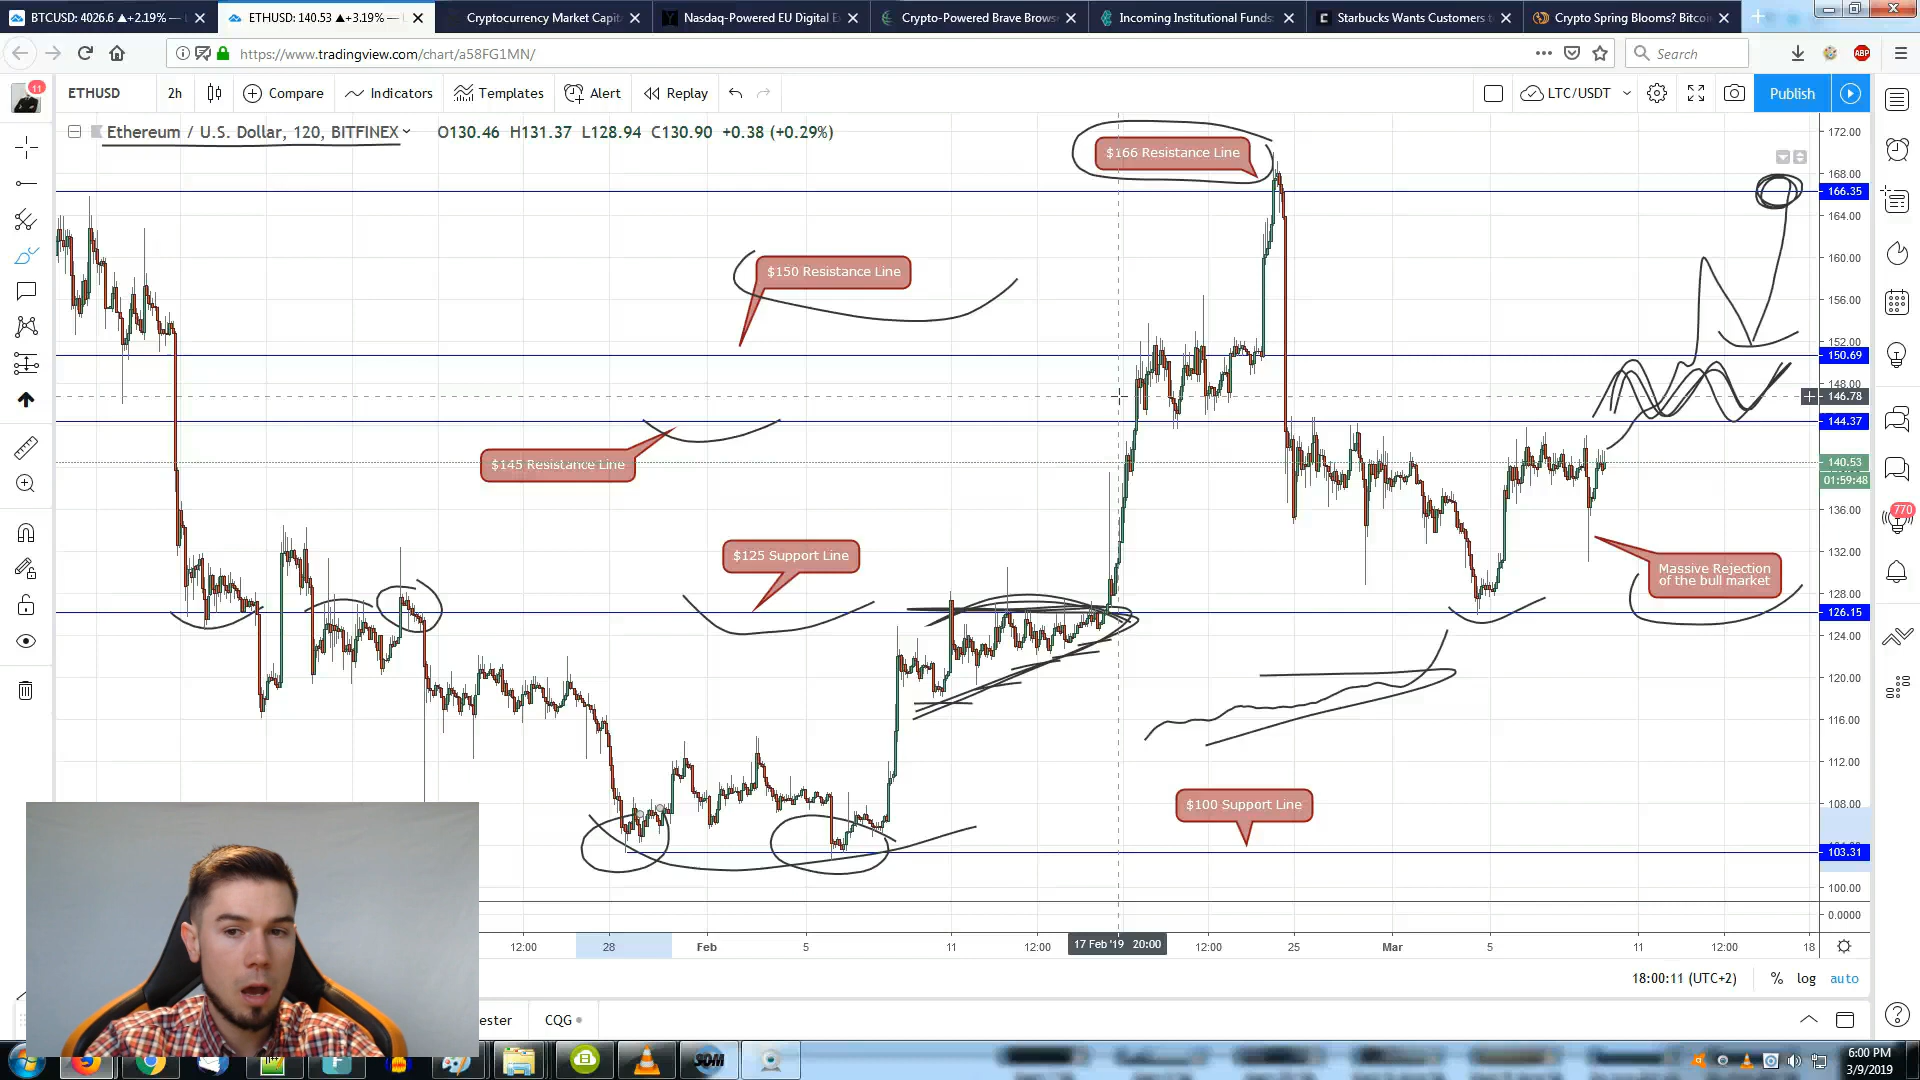 BTCUSD: 4026.6 ▲+2.19% —
ETHUSD: 140.53 ▲+3.19% —
Cryptocurrency Market Capit
Nasdaq-Powered EU Digital E
Crypto-Powered Brave Brows
Incoming Institutional Funds
Starbucks Wants Customers t
Crypto Spring Blooms? Bitcoi
https://www.tradingview.com/chart/a58FG1MN/
Search
ABP
11
ETHUSD
2h
Compare
Indicators
Templates
Alert
Replay
LTC/USDT
Publish
Ethereum / U.S. Dollar, 120, BITFINEX
O130.46 H131.37 L128.94 C130.90 +0.38 (+0.29%)
$166 Resistance Line
$150 Resistance Line
$145 Resistance Line
$125 Support Line
Massive Rejection
of the bull market
$100 Support Line
172.00
168.00
166.35
164.00
160.00
156.00
152.00
150.69
148.00
146.78
144.37
140.53
01:59:48
136.00
132.00
128.00
126.15
124.00
120.00
116.00
112.00
108.00
103.31
100.00
0.0000
770
12:00
28
Feb
5
11
12:00
17 Feb '19 20:00
12:00
25
Mar
5
11
12:00
18
18:00:11 (UTC+2)
%
log
auto
ester
CQG
SDM
6:00 PM
3/9/2019